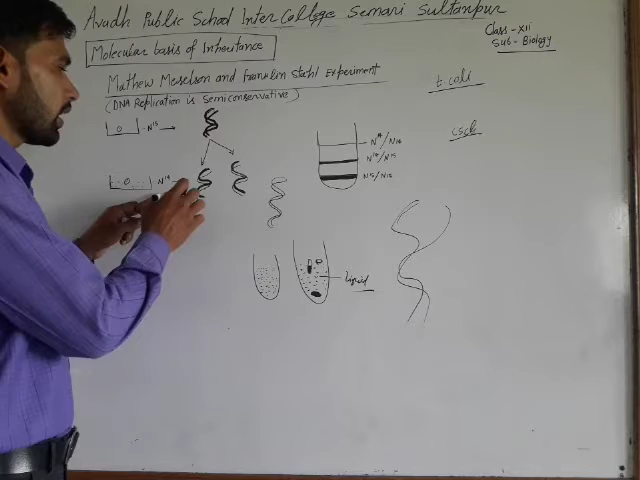 Avadh Public School Inter College Semari Sultanpur
Class - XII
Sub - Biology
Molecular basis of Inheritance
Mathew Meselson and Franklin Stahl Experiment
(DNA Replication is Semiconservative)
E. coli
N15
CsCl
N14/N14
N14/N15
N15/N15
N14
Liquid